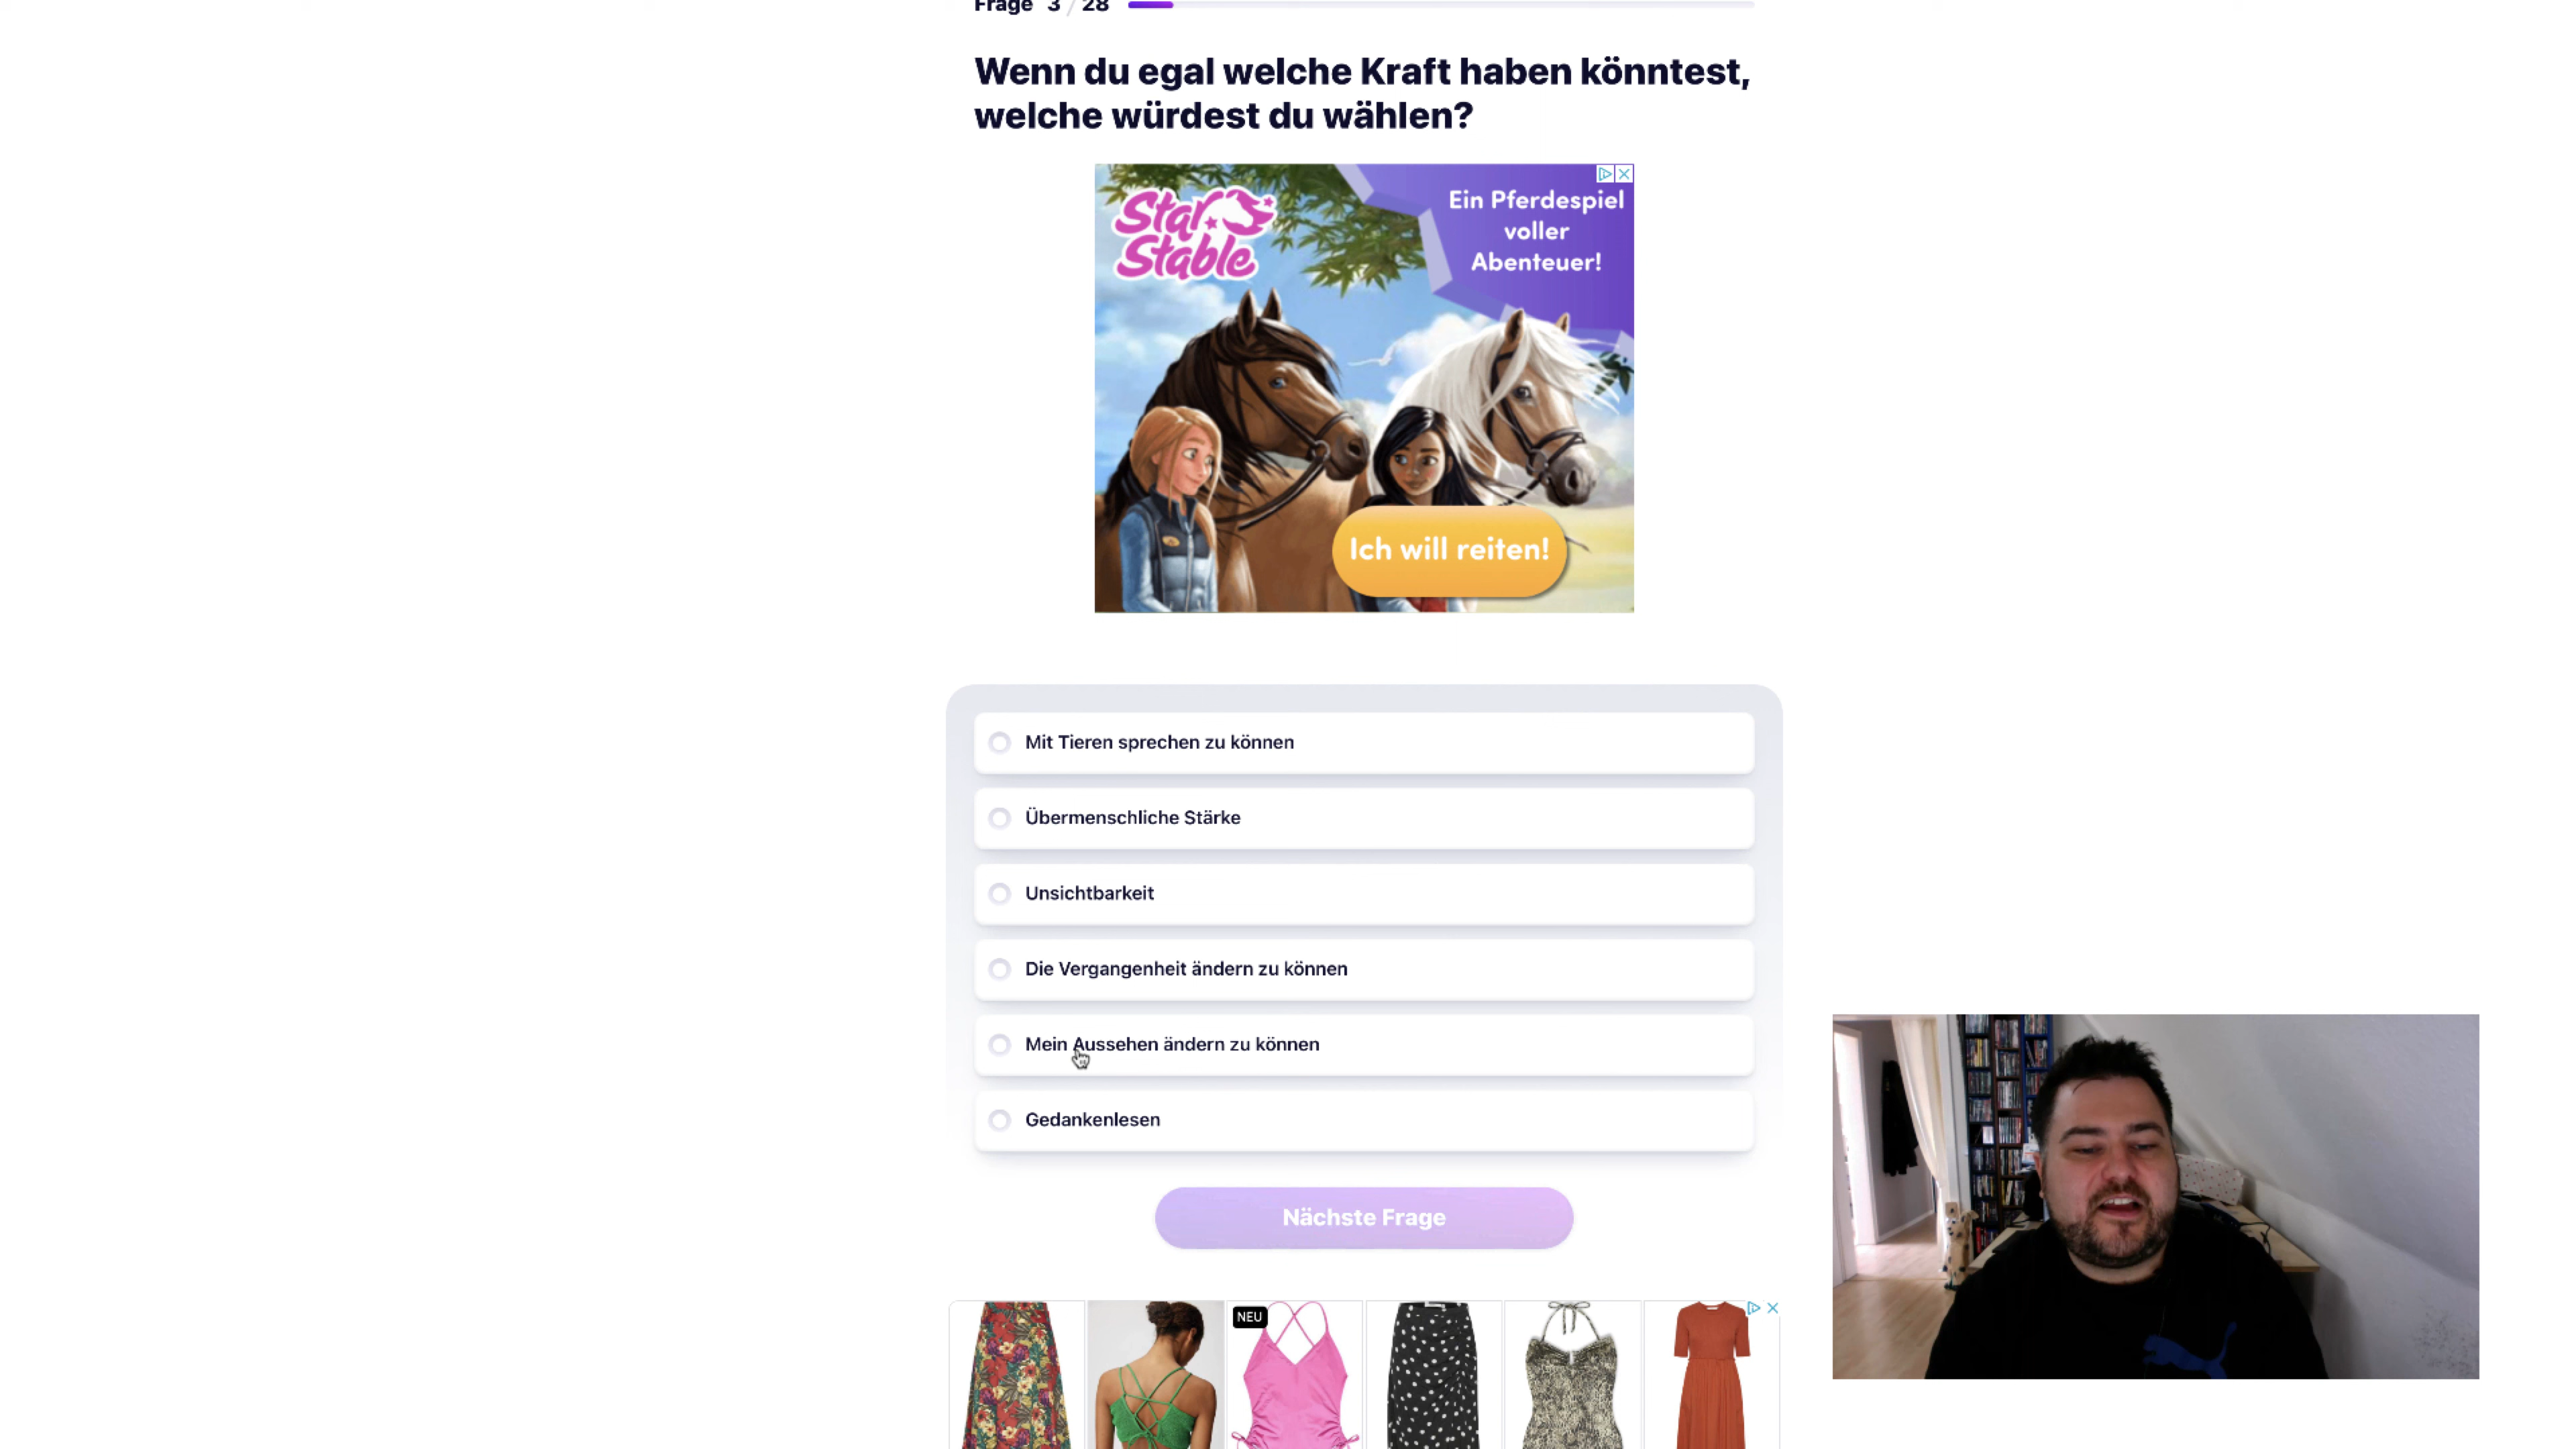 Frage 3 / 28
Wenn du egal welche Kraft haben könntest,
welche würdest du wählen?
Star Stable
Ein Pferdespiel
voller
Abenteuer!
Ich will reiten!
Mit Tieren sprechen zu können
Übermenschliche Stärke
Unsichtbarkeit
Die Vergangenheit ändern zu können
Mein Aussehen ändern zu können
Gedankenlesen
Nächste Frage
NEU